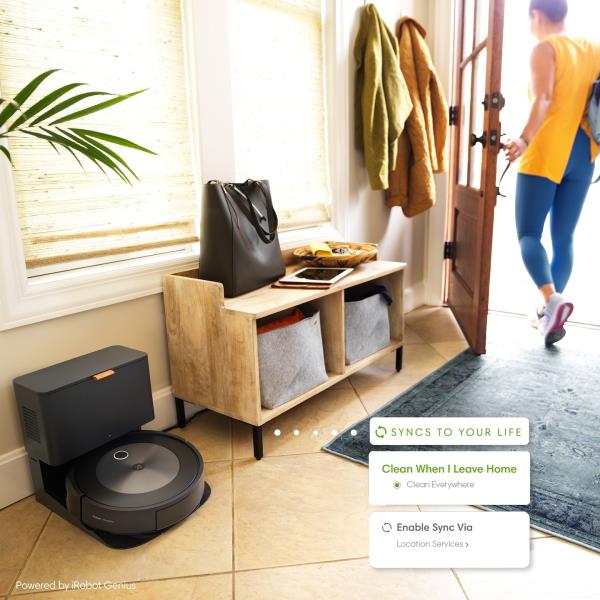 SYNCS TO YOUR LIFE
Clean When I Leave Home
Clean Everywhere
Enable Sync Via
Location Services >
Powered by iRobot Genius